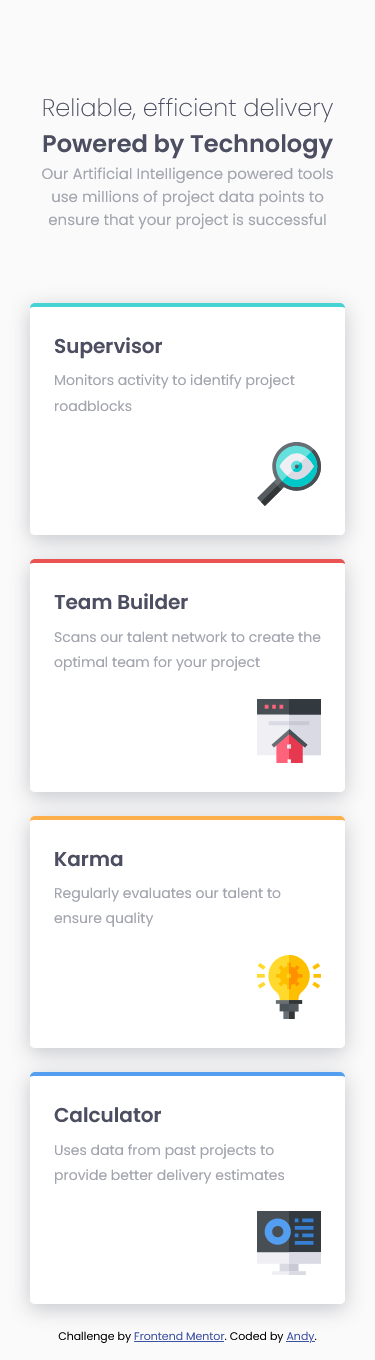 Reliable, efficient delivery
Powered by Technology
Our Artificial Intelligence powered tools
use millions of project data points to
ensure that your project is successful
Supervisor
Monitors activity to identify project
roadblocks
Team Builder
Scans our talent network to create the
optimal team for your project
Karma
Regularly evaluates our talent to
ensure quality
Calculator
Uses data from past projects to
provide better delivery estimates
Challenge by Frontend Mentor. Coded by Andy.